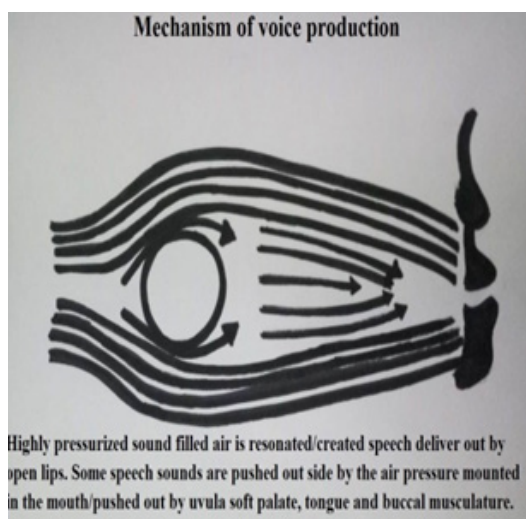 Mechanism of voice production
Highly pressurized sound filled air is resonated/created speech deliver out by
open lips. Some speech sounds are pushed out side by the air pressure mounted
in the mouth/pushed out by uvula soft palate, tongue and buccal musculature.